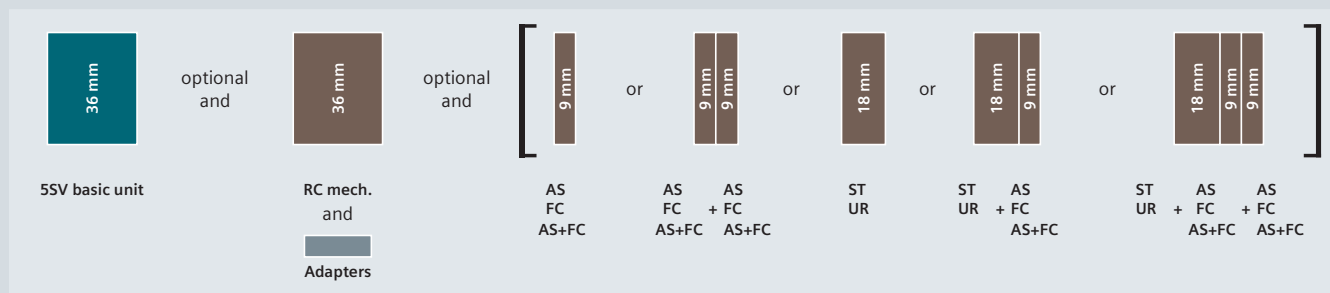 36 mm
optional
and
36 mm
optional
and
9 mm
or
9 mm
9 mm
or
18 mm
or
18 mm
9 mm
or
18 mm
9 mm
9 mm
5SV basic unit
RC mech.
and
Adapters
AS
FC
AS+FC
AS AS
FC + FC
AS+FC AS+FC
ST
UR
ST AS
UR + FC
AS+FC
ST AS AS
UR + FC + FC
AS+FC AS+FC